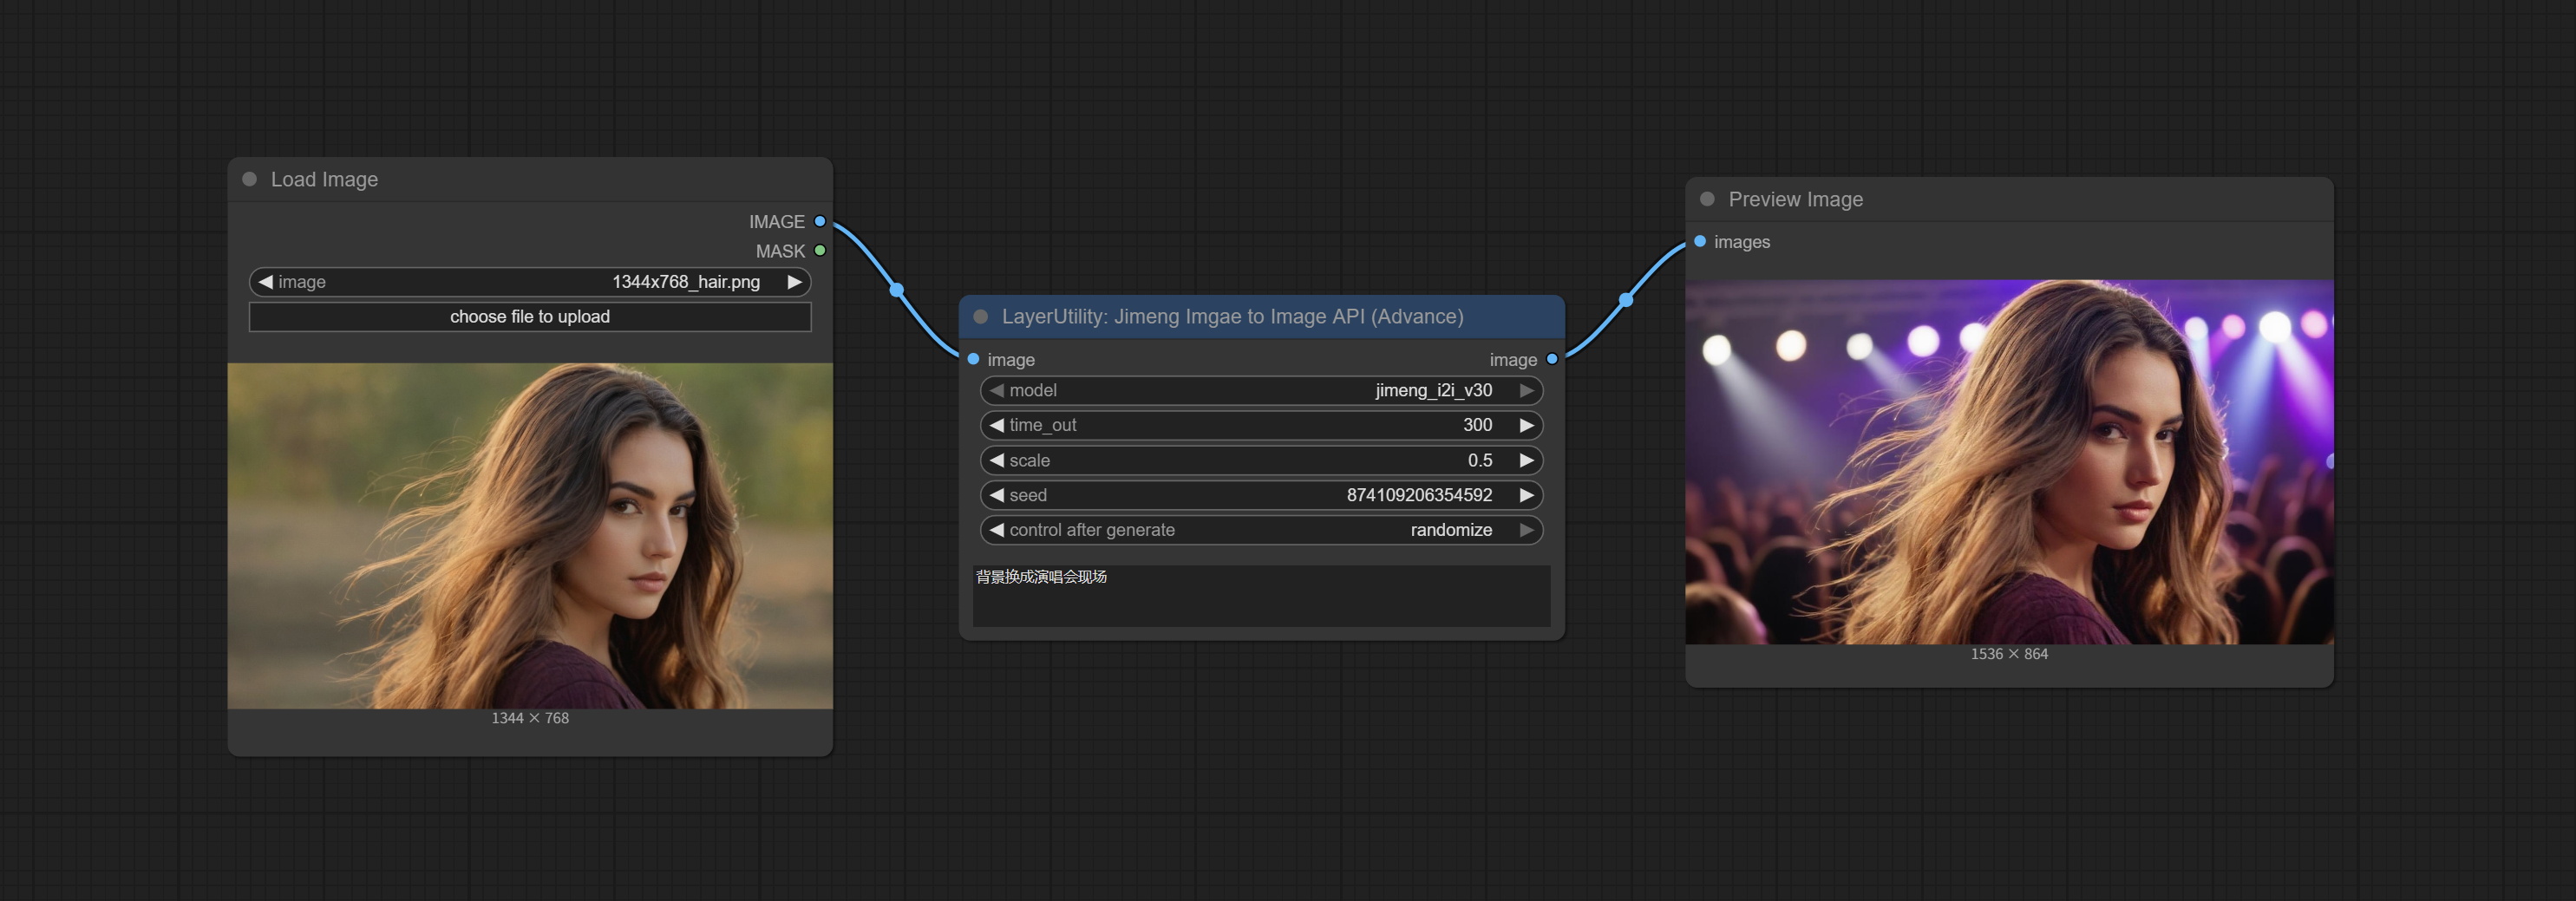 Load Image
IMAGE
MASK
image 1344x768_hair.png
choose file to upload
1344 × 768
LayerUtility: Jimeng Imgae to Image API (Advance)
image image
model jimeng_i2i_v30
time_out 300
scale 0.5
seed 874109206354592
control after generate randomize
背景换成演唱会现场
Preview Image
images
1536 × 864